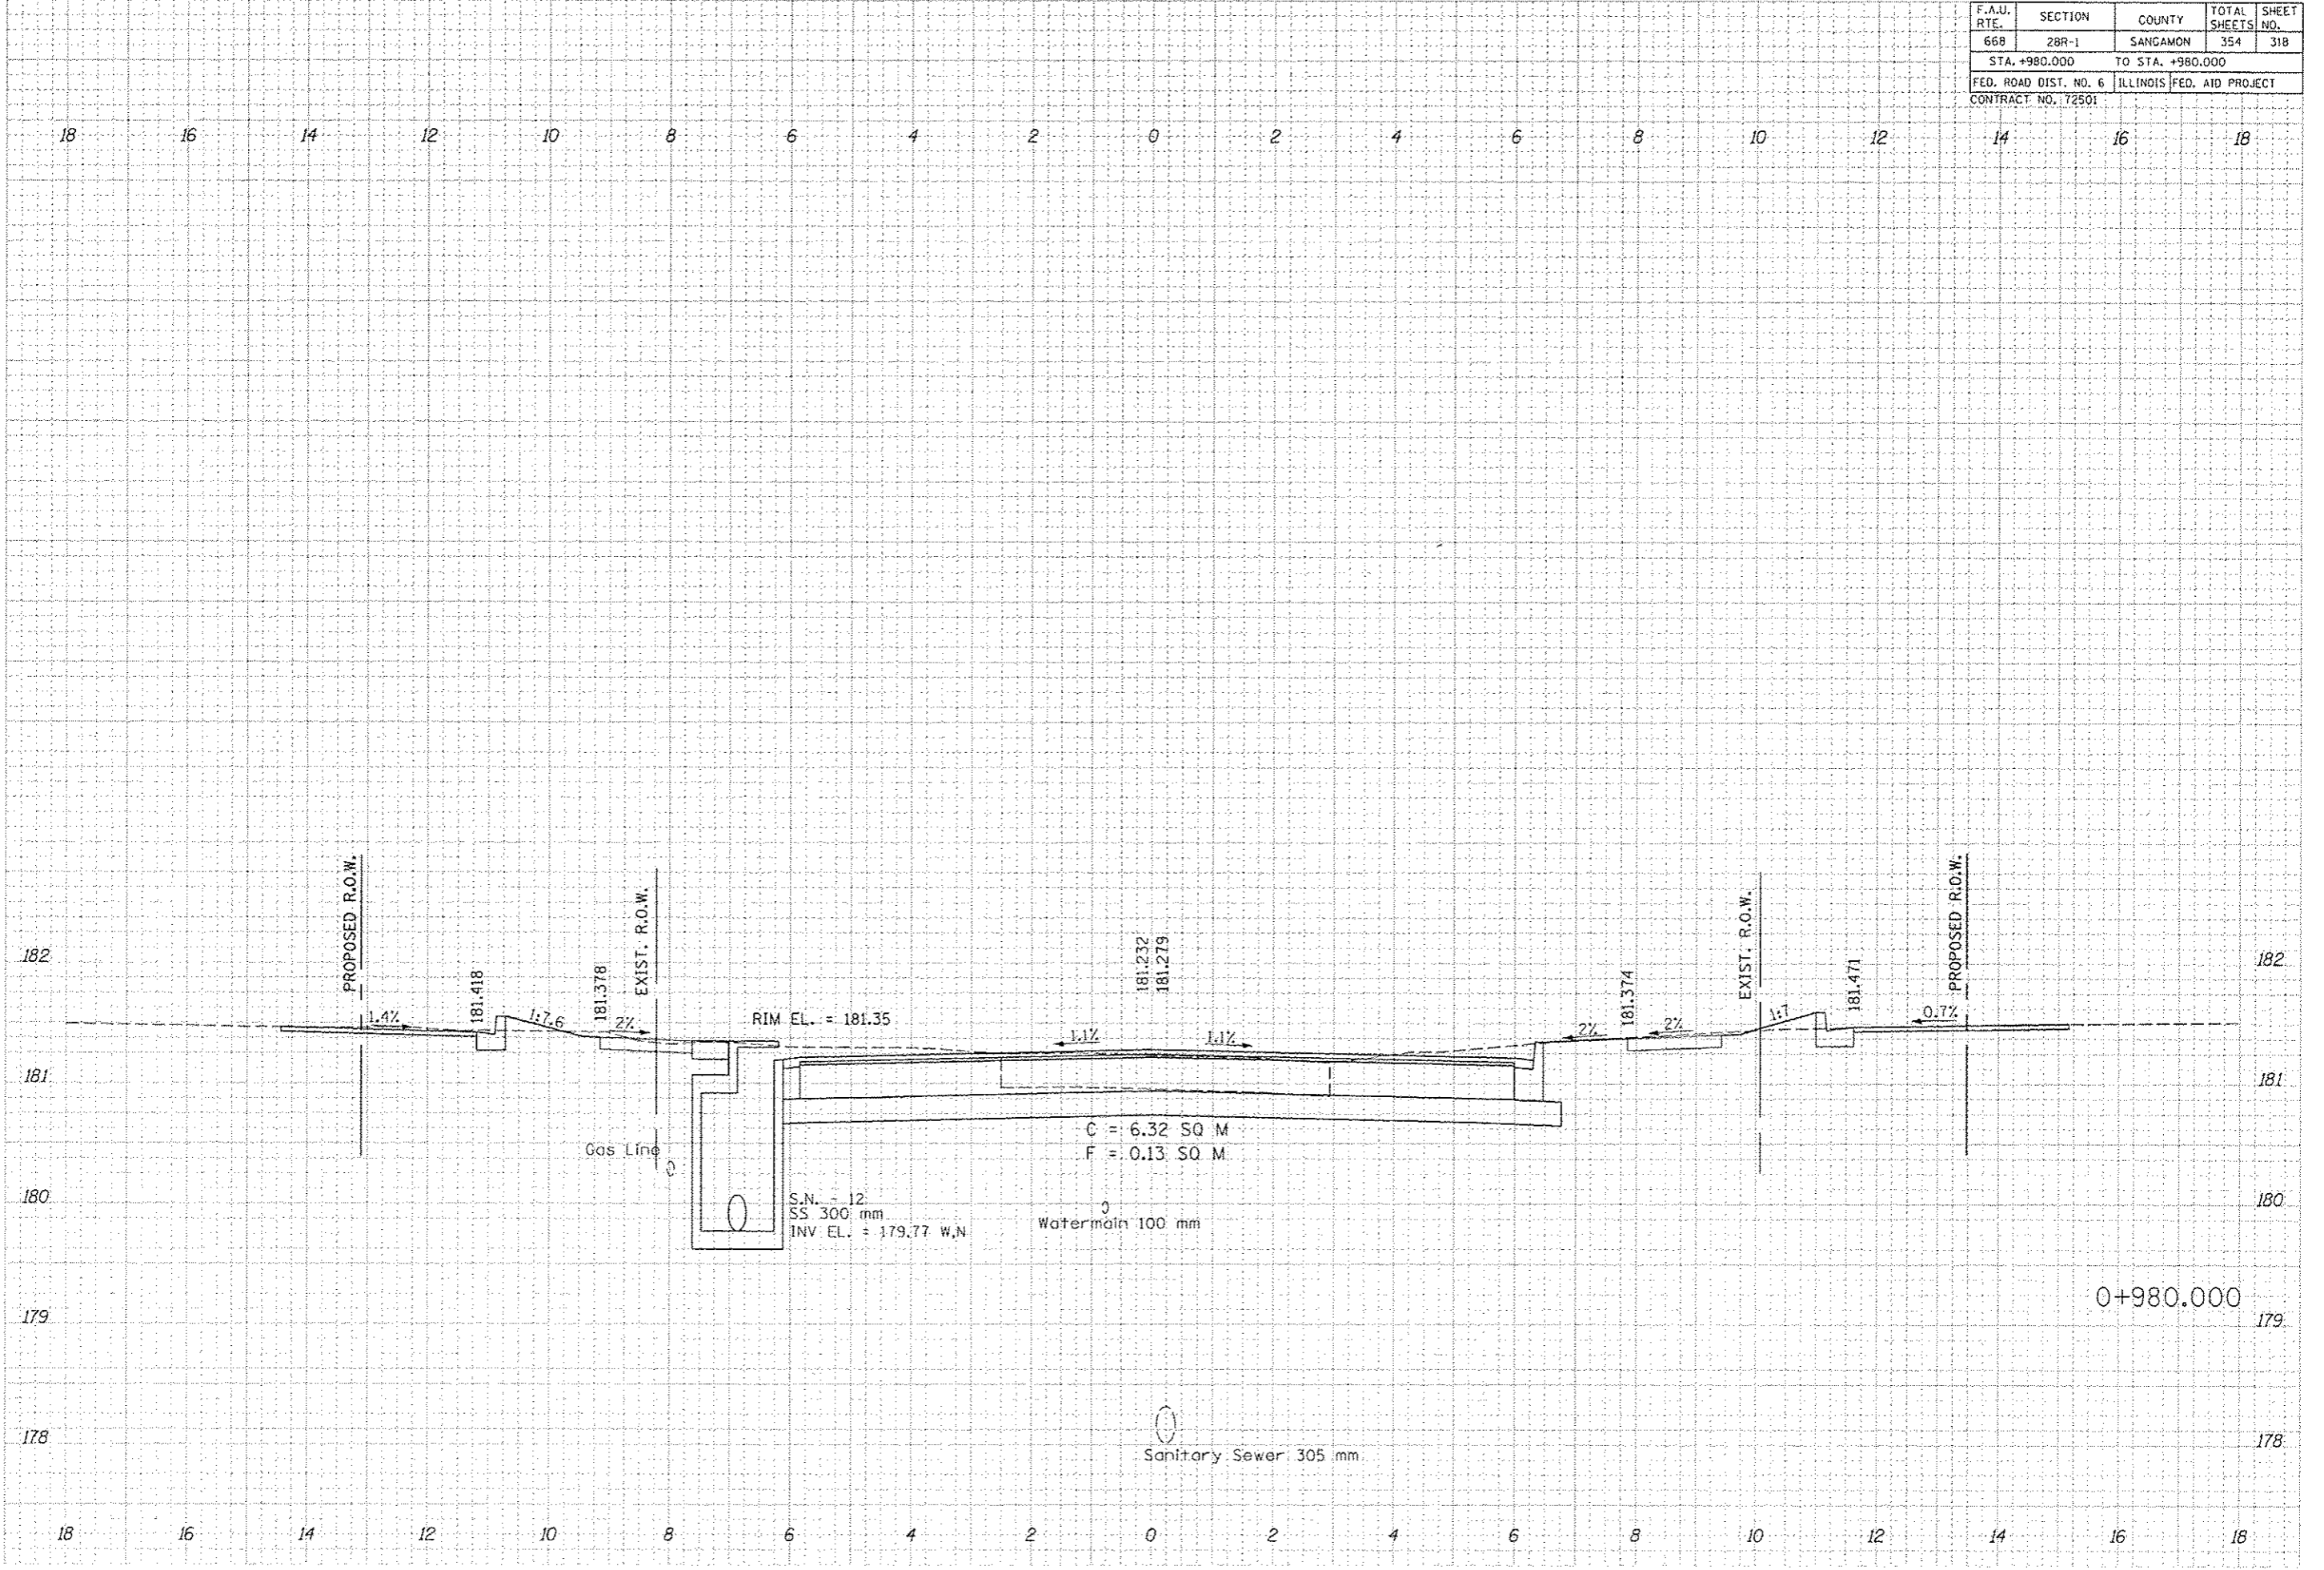 F.A.U. RTE. SECTION COUNTY TOTAL SHEETS SHEET NO.
668 28R-1 SANGAMON 354 318
STA. +980.000 TO STA. +980.000
FED. ROAD DIST. NO. 6 ILLINOIS FED. AID PROJECT
CONTRACT NO. 72501
18 16 14 12 10 8 6 4 2 0 2 4 6 8 10 12 14 16 18
PROPOSED R.O.W.
EXIST. R.O.W.
EXIST. R.O.W.
PROPOSED R.O.W.
182
181.418
181.378
181.232
181.279
181.374
181.471
182
1.4%
1:7.6
2%
RIM EL. = 181.35
1.1%
1.1%
2%
2%
1:7
0.7%
181
181
C = 6.32 SQ M
F = 0.13 SQ M
Gas Line
180
S.N. - 12
SS 300 mm
INV EL. = 179.77 W,N
Watermain 100 mm
180
0+980.000
179
179
178
178
Sanitary Sewer 305 mm
18 16 14 12 10 8 6 4 2 0 2 4 6 8 10 12 14 16 18